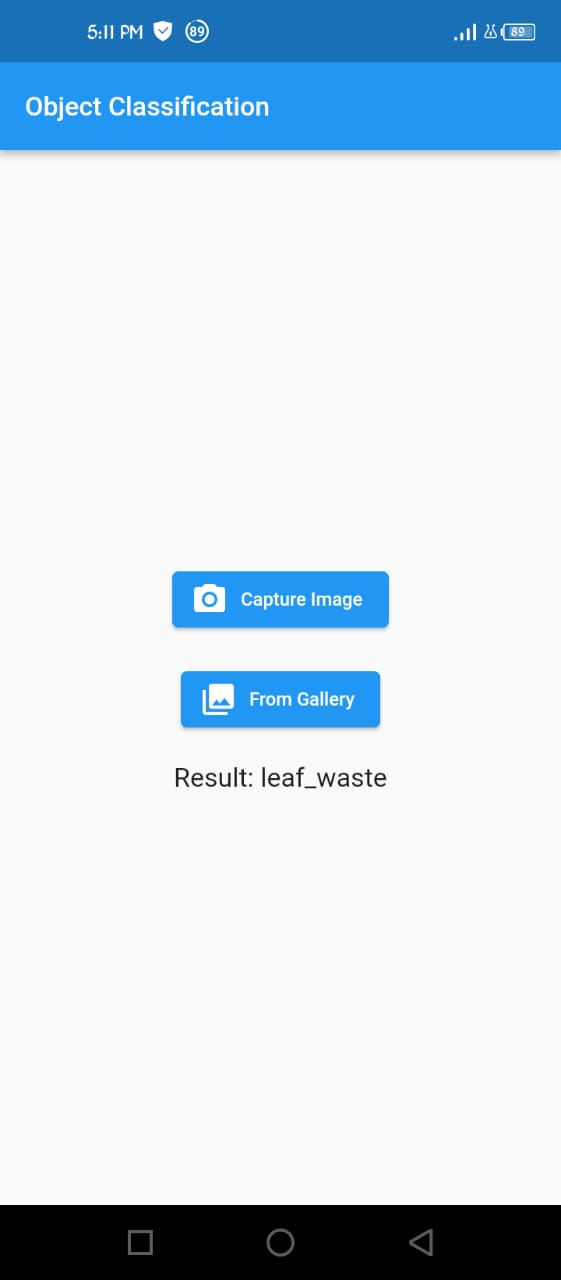 5:11 PM 89 89
Object Classification
Capture Image
From Gallery
Result: leaf_waste